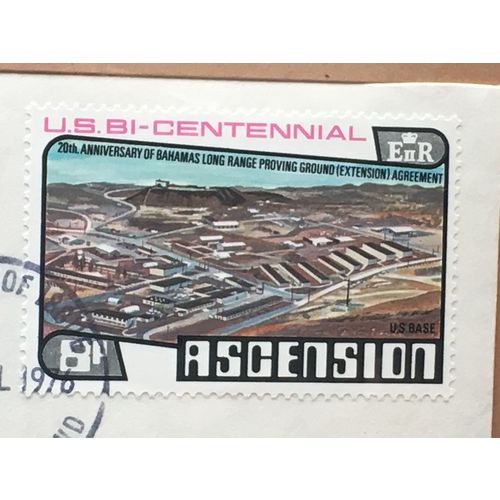 U.S. BI-CENTENNIAL
EIIR
20th. ANNIVERSARY OF BAHAMAS LONG RANGE PROVING GROUND (EXTENSION) AGREEMENT
U.S. BASE
8p ASCENSION
OF
L 1976